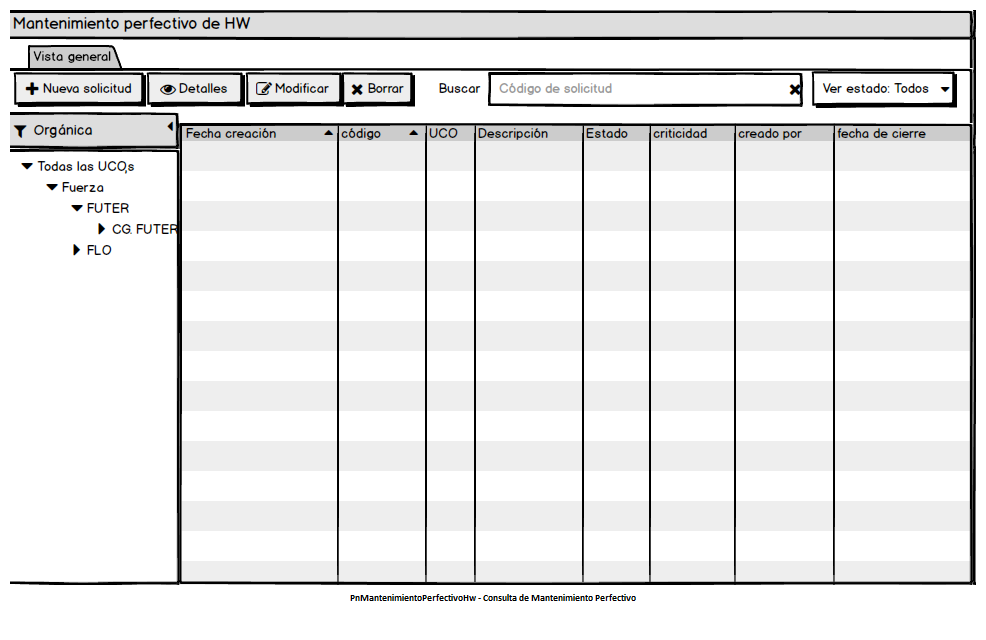 Mantenimiento perfectivo de HW
Vista general
Nueva solicitud Detalles Modificar Borrar Buscar Código de solicitud Ver estado: Todos
Orgánica
Fecha creación código UCO Descripción Estado criticidad creado por fecha de cierre
Todas las UCO,s
Fuerza
FUTER
CG. FUTER
FLO
PnMantenimientoPerfectivoHw - Consulta de Mantenimiento Perfectivo